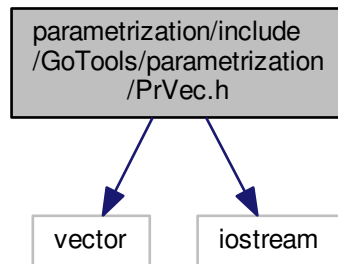 parametrization/include
/GoTools/parametrization
/PrVec.h
vector
iostream